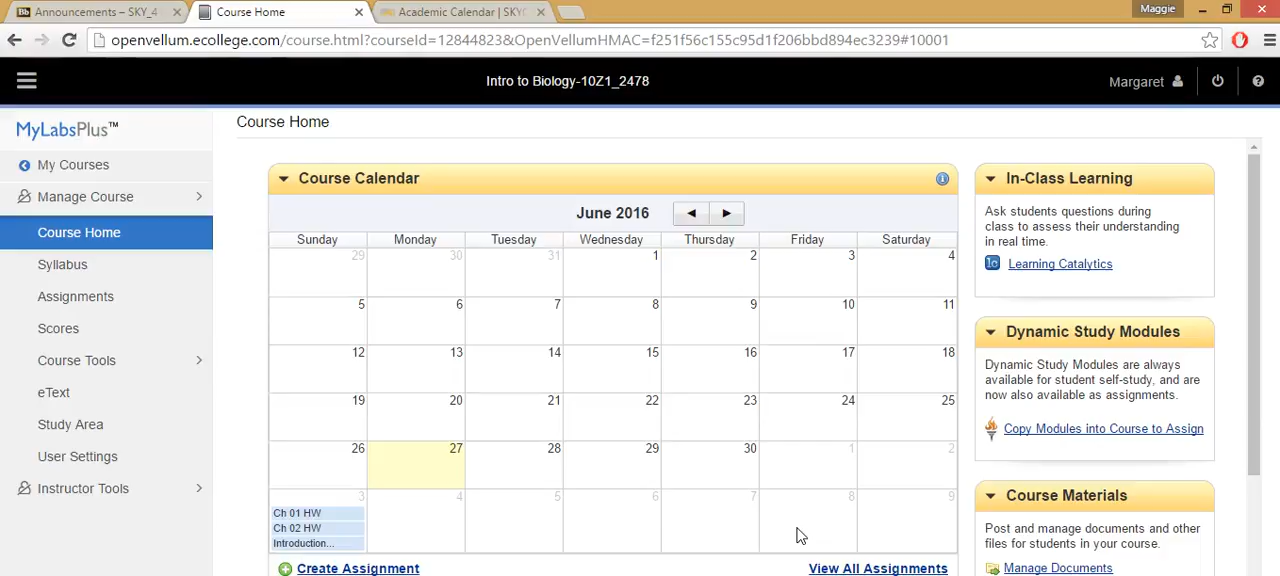 Announcements – SKY_4
Course Home
Academic Calendar | SKY
Maggie
openvellum.ecollege.com/course.html?courseId=12844823&OpenVellumHMAC=f251f56c155c95d1f206bbd894ec3239#10001
Intro to Biology-10Z1_2478
Margaret
MyLabsPlus™
My Courses
Manage Course
Course Home
Syllabus
Assignments
Scores
Course Tools
eText
Study Area
User Settings
Instructor Tools
Course Home
Course Calendar
June 2016
Sunday Monday Tuesday Wednesday Thursday Friday Saturday
29 30 31 1 2 3 4
5 6 7 8 9 10 11
12 13 14 15 16 17 18
19 20 21 22 23 24 25
26 27 28 29 30 1 2
3 4 5 6 7 8 9
Ch 01 HW
Ch 02 HW
Introduction...
Create Assignment
View All Assignments
In-Class Learning
Ask students questions during
class to assess their understanding
in real time.
lc Learning Catalytics
Dynamic Study Modules
Dynamic Study Modules are always
available for student self-study, and are
now also available as assignments.
Copy Modules into Course to Assign
Course Materials
Post and manage documents and other
files for students in your course.
Manage Documents